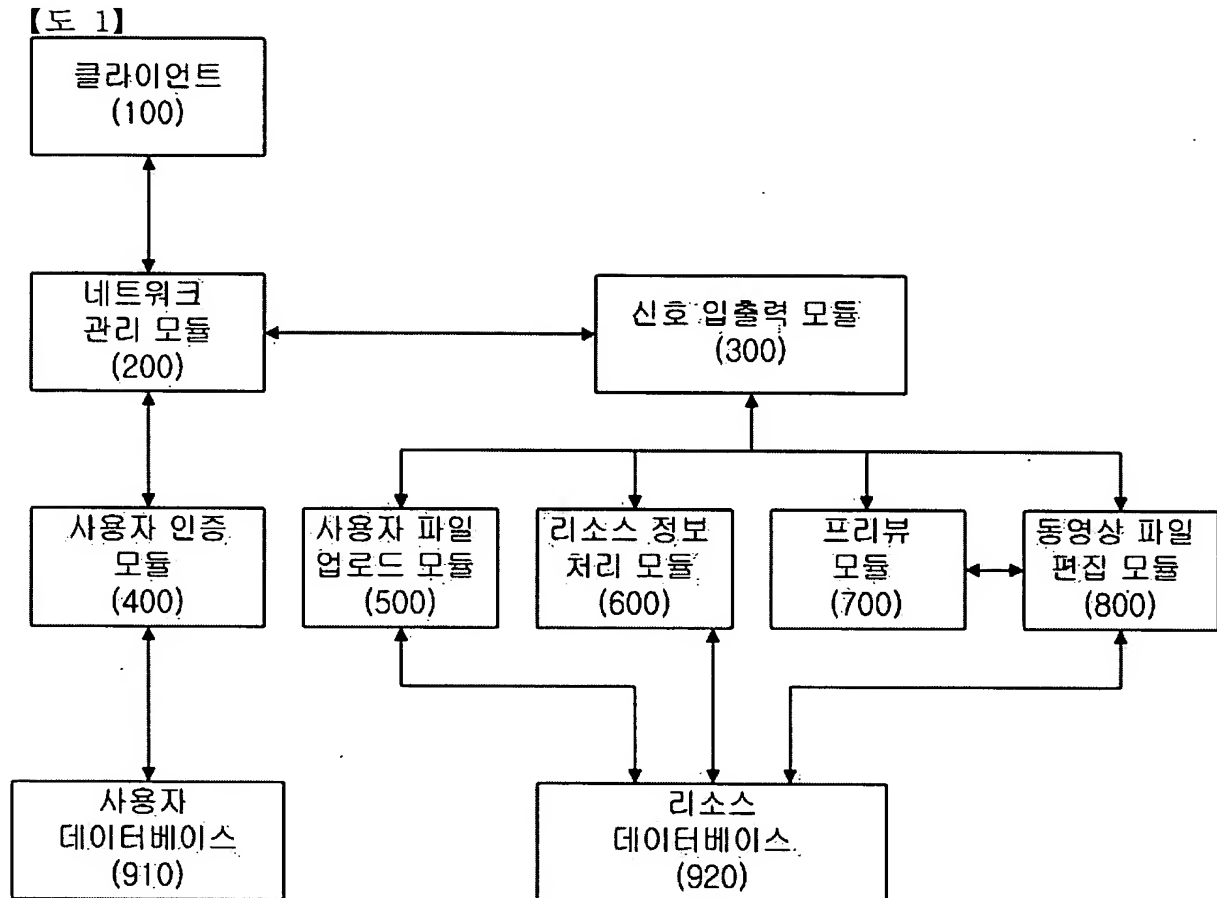 【도 1】
클라이언트
(100)
네트워크
관리 모듈
(200)
신호 입출력 모듈
(300)
사용자 인증
모듈
(400)
사용자 파일
업로드 모듈
(500)
리소스 정보
처리 모듈
(600)
프리뷰
모듈
(700)
동영상 파일
편집 모듈
(800)
사용자
데이터베이스
(910)
리소스
데이터베이스
(920)